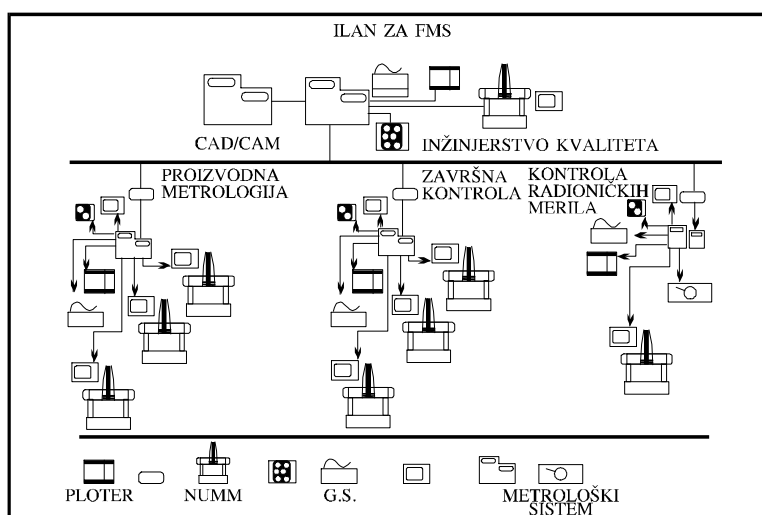 ILAN ZA FMS
CAD/CAM
INŽINJERSTVO KVALITETA
PROIZVODNA
METROLOGIJA
ZAVRŠNA
KONTROLA
KONTROLA
RADIONIČKIH
MERILA
PLOTER
NUMM
G.S.
METROLOŠKI
SISTEM